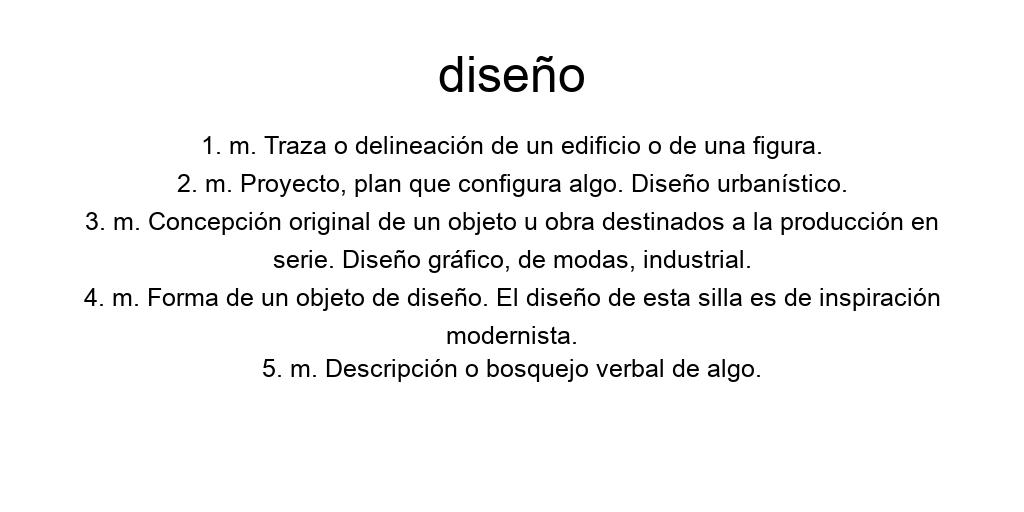 diseño
1. m. Traza o delineación de un edificio o de una figura.
2. m. Proyecto, plan que configura algo. Diseño urbanístico.
3. m. Concepción original de un objeto u obra destinados a la producción en
serie. Diseño gráfico, de modas, industrial.
4. m. Forma de un objeto de diseño. El diseño de esta silla es de inspiración
modernista.
5. m. Descripción o bosquejo verbal de algo.